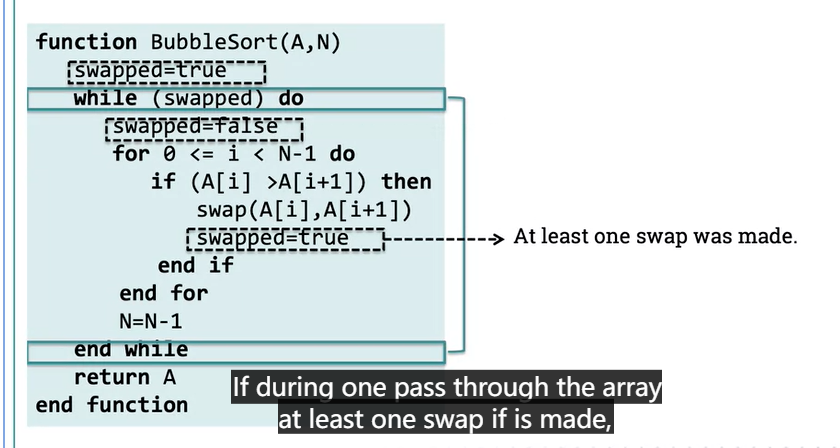 function BubbleSort(A,N)
swapped=true
while (swapped) do
swapped=false
for 0 <= i < N-1 do
if (A[i] >A[i+1]) then
swap(A[i],A[i+1])
swapped=true
At least one swap was made.
end if
end for
N=N-1
end while
return A
end function
If during one pass through the array
at least one swap if is made,